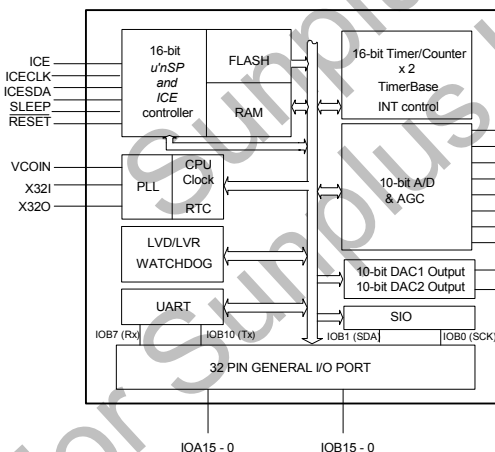 16-bit
u'nSP
and
ICE
controller
FLASH
RAM
16-bit Timer/Counter
x 2
TimerBase
INT control
ICE
ICECLK
ICESDA
SLEEP
RESET
VCOIN
X32I
X32O
PLL
CPU
Clock
RTC
10-bit A/D
& AGC
LVD/LVR
WATCHDOG
10-bit DAC1 Output
10-bit DAC2 Output
UART
SIO
IOB7 (Rx)
IOB10 (Tx)
IOB1 (SDA)
IOB0 (SCK)
32 PIN GENERAL I/O PORT
IOA15 - 0
IOB15 - 0
Sunplus
for Sunplus